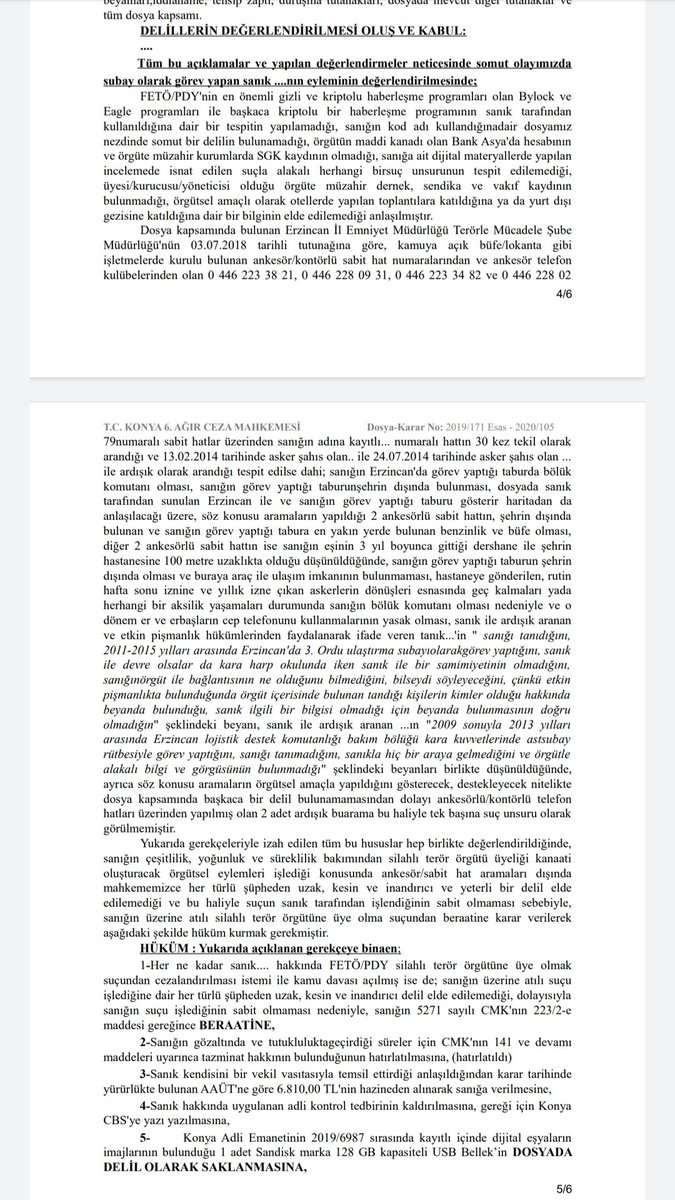 beyanları,iddianame, tensip zaptı, duruşma tutanakları, dosyada mevcut diğer tutanaklar ve
tüm dosya kapsamı.
DELİLLERİN DEĞERLENDİRİLMESİ OLUŞ VE KABUL:
....
Tüm bu açıklamalar ve yapılan değerlendirmeler neticesinde somut olayımızda
subay olarak görev yapan sanık ....nın eyleminin değerlendirilmesinde;
FETÖ/PDY'nin en önemli gizli ve kriptolu haberleşme programları olan Bylock ve
Eagle programları ile başkaca kriptolu bir haberleşme programının sanık tarafından
kullanıldığına dair bir tespitin yapılamadığı, sanığın kod adı kullandığınadair dosyamız
nezdinde somut bir delilin bulunamadığı, örgütün maddi kanadı olan Bank Asya'da hesabının
ve örgüte müzahir kurumlarda SGK kaydının olmadığı, sanığa ait dijital materyallerde yapılan
incelemede isnat edilen suçla alakalı herhangi birsuç unsurunun tespit edilemediği,
üyesi/kurucusu/yöneticisi olduğu örgüte müzahir dernek, sendika ve vakıf kaydının
bulunmadığı, örgütsel amaçlı olarak otellerde yapılan toplantılara katıldığına ya da yurt dışı
gezisine katıldığına dair bir bilginin elde edilemediği anlaşılmıştır.
Dosya kapsamında bulunan Erzincan İl Emniyet Müdürlüğü Terörle Mücadele Şube
Müdürlüğü'nün 03.07.2018 tarihli tutunağına göre, kamuya açık büfe/lokanta gibi
işletmelerde kurulu bulunan ankesör/kontörlü sabit hat numaralarından ve ankesör telefon
kulübelerinden olan 0 446 223 38 21, 0 446 228 09 31, 0 446 223 34 82 ve 0 446 228 02
4/6
T.C. KONYA 6. AĞIR CEZA MAHKEMESİ Dosya-Karar No: 2019/171 Esas - 2020/105
79numaralı sabit hatlar üzerinden sanığın adına kayıtlı... numaralı hattın 30 kez tekil olarak
arandığı ve 13.02.2014 tarihinde asker şahıs olan.. ile 24.07.2014 tarihinde asker şahıs olan ...
ile ardışık olarak arandığı tespit edilse dahi; sanığın Erzincan'da görev yaptığı taburda bölük
komutanı olması, sanığın görev yaptığı taburunşehrin dışında bulunması, dosyada sanık
tarafından sunulan Erzincan ile ve sanığın görev yaptığı taburu gösterir haritadan da
anlaşılacağı üzere, söz konusu aramaların yapıldığı 2 ankesörlü sabit hattın, şehrin dışında
bulunan ve sanığın görev yaptığı tabura en yakın yerde bulunan benzinlik ve büfe olması,
diğer 2 ankesörlü sabit hattın ise sanığın eşinin 3 yıl boyunca gittiği dershane ile şehrin
hastanesine 100 metre uzaklıkta olduğu düşünüldüğünde, sanığın görev yaptığı taburun şehrin
dışında olması ve buraya araç ile ulaşım imkanının bulunmaması, hastaneye gönderilen, rutin
hafta sonu iznine ve yıllık izne çıkan askerlerin dönüşleri esnasında geç kalmaları yada
herhangi bir aksilik yaşamaları durumunda sanığın bölük komutanı olması nedeniyle ve o
dönem er ve erbaşların cep telefonunu kullanmalarının yasak olması, sanık ile ardışık aranan
ve etkin pişmanlık hükümlerinden faydalanarak ifade veren tanık...'in " sanığı tanıdığını,
2011-2015 yılları arasında Erzincan'da 3. Ordu ulaştırma subayıolarakgörev yaptığını, sanık
ile devre olsalar da kara harp okulunda iken sanık ile bir samimiyetinin olmadığını,
sanığınörgüt ile bağlantısının ne olduğunu bilmediğini, bilseydi söyleyeceğini, çünkü etkin
pişmanlıkta bulunduğunda örgüt içerisinde bulunan tandığı kişilerin kimler olduğu hakkında
beyanda bulunduğu, sanık ilgili bir bilgisi olmadığı için beyanda bulunmasının doğru
olmadığın" şeklindeki beyanı, sanık ile ardışık aranan ...ın "2009 sonuyla 2013 yılları
arasında Erzincan lojistik destek komutanlığı bakım bölüğü kara kuvvetlerinde astsubay
rütbesiyle görev yaptığını, sanığı tanımadığını, sanıkla hiç bir araya gelmediğini ve örgütle
alakalı bilgi ve görgüsünün bulunmadığı" şeklindeki beyanları birlikte düşünüldüğünde,
ayrıca söz konusu aramaların örgütsel amaçla yapıldığını gösterecek, destekleyecek nitelikte
dosya kapsamında başkaca bir delil bulunamamasından dolayı ankesörlü/kontörlü telefon
hatları üzerinden yapılmış olan 2 adet ardışık buarama bu haliyle tek başına suç unsuru olarak
görülmemiştir.
Yukarıda gerekçeleriyle izah edilen tüm bu hususlar hep birlikte değerlendirildiğinde,
sanığın çeşitlilik, yoğunluk ve süreklilik bakımından silahlı terör örgütü üyeliği kanaati
oluşturacak örgütsel eylemleri işlediği konusunda ankesör/sabit hat aramaları dışında
mahkememizce her türlü şüpheden uzak, kesin ve inandırıcı ve yeterli bir delil elde
edilemediği ve bu haliyle suçun sanık tarafından işlendiğinin sabit olmaması sebebiyle,
sanığın üzerine atılı silahlı terör örgütüne üye olma suçundan beraatine karar verilerek
aşağıdaki şekilde hüküm kurmak gerekmiştir.
HÜKÜM : Yukarıda açıklanan gerekçeye binaen;
1-Her ne kadar sanık.... hakkında FETÖ/PDY silahlı terör örgütüne üye olmak
suçundan cezalandırılması istemi ile kamu davası açılmış ise de; sanığın üzerine atılı suçu
işlediğine dair her türlü şüpheden uzak, kesin ve inandırıcı delil elde edilemediği, dolayısıyla
sanığın suçu işlediğinin sabit olmaması nedeniyle, sanığın 5271 sayılı CMK'nın 223/2-e
maddesi gereğince BERAATİNE,
2-Sanığın gözaltında ve tutukluluktageçirdiği süreler için CMK'nın 141 ve devamı
maddeleri uyarınca tazminat hakkının bulunduğunun hatırlatılmasına, (hatırlatıldı)
3-Sanık kendisini bir vekil vasıtasıyla temsil ettirdiği anlaşıldığından karar tarihinde
yürürlükte bulunan AAÜT'ne göre 6.810,00 TL'nin hazineden alınarak sanığa verilmesine,
4-Sanık hakkında uygulanan adli kontrol tedbirinin kaldırılmasına, gereği için Konya
CBS'ye yazı yazılmasına,
5- Konya Adli Emanetinin 2019/6987 sırasında kayıtlı içinde dijital eşyaların
imajlarının bulunduğu 1 adet Sandisk marka 128 GB kapasiteli USB Bellek'in DOSYADA
DELİL OLARAK SAKLANMASINA,
5/6